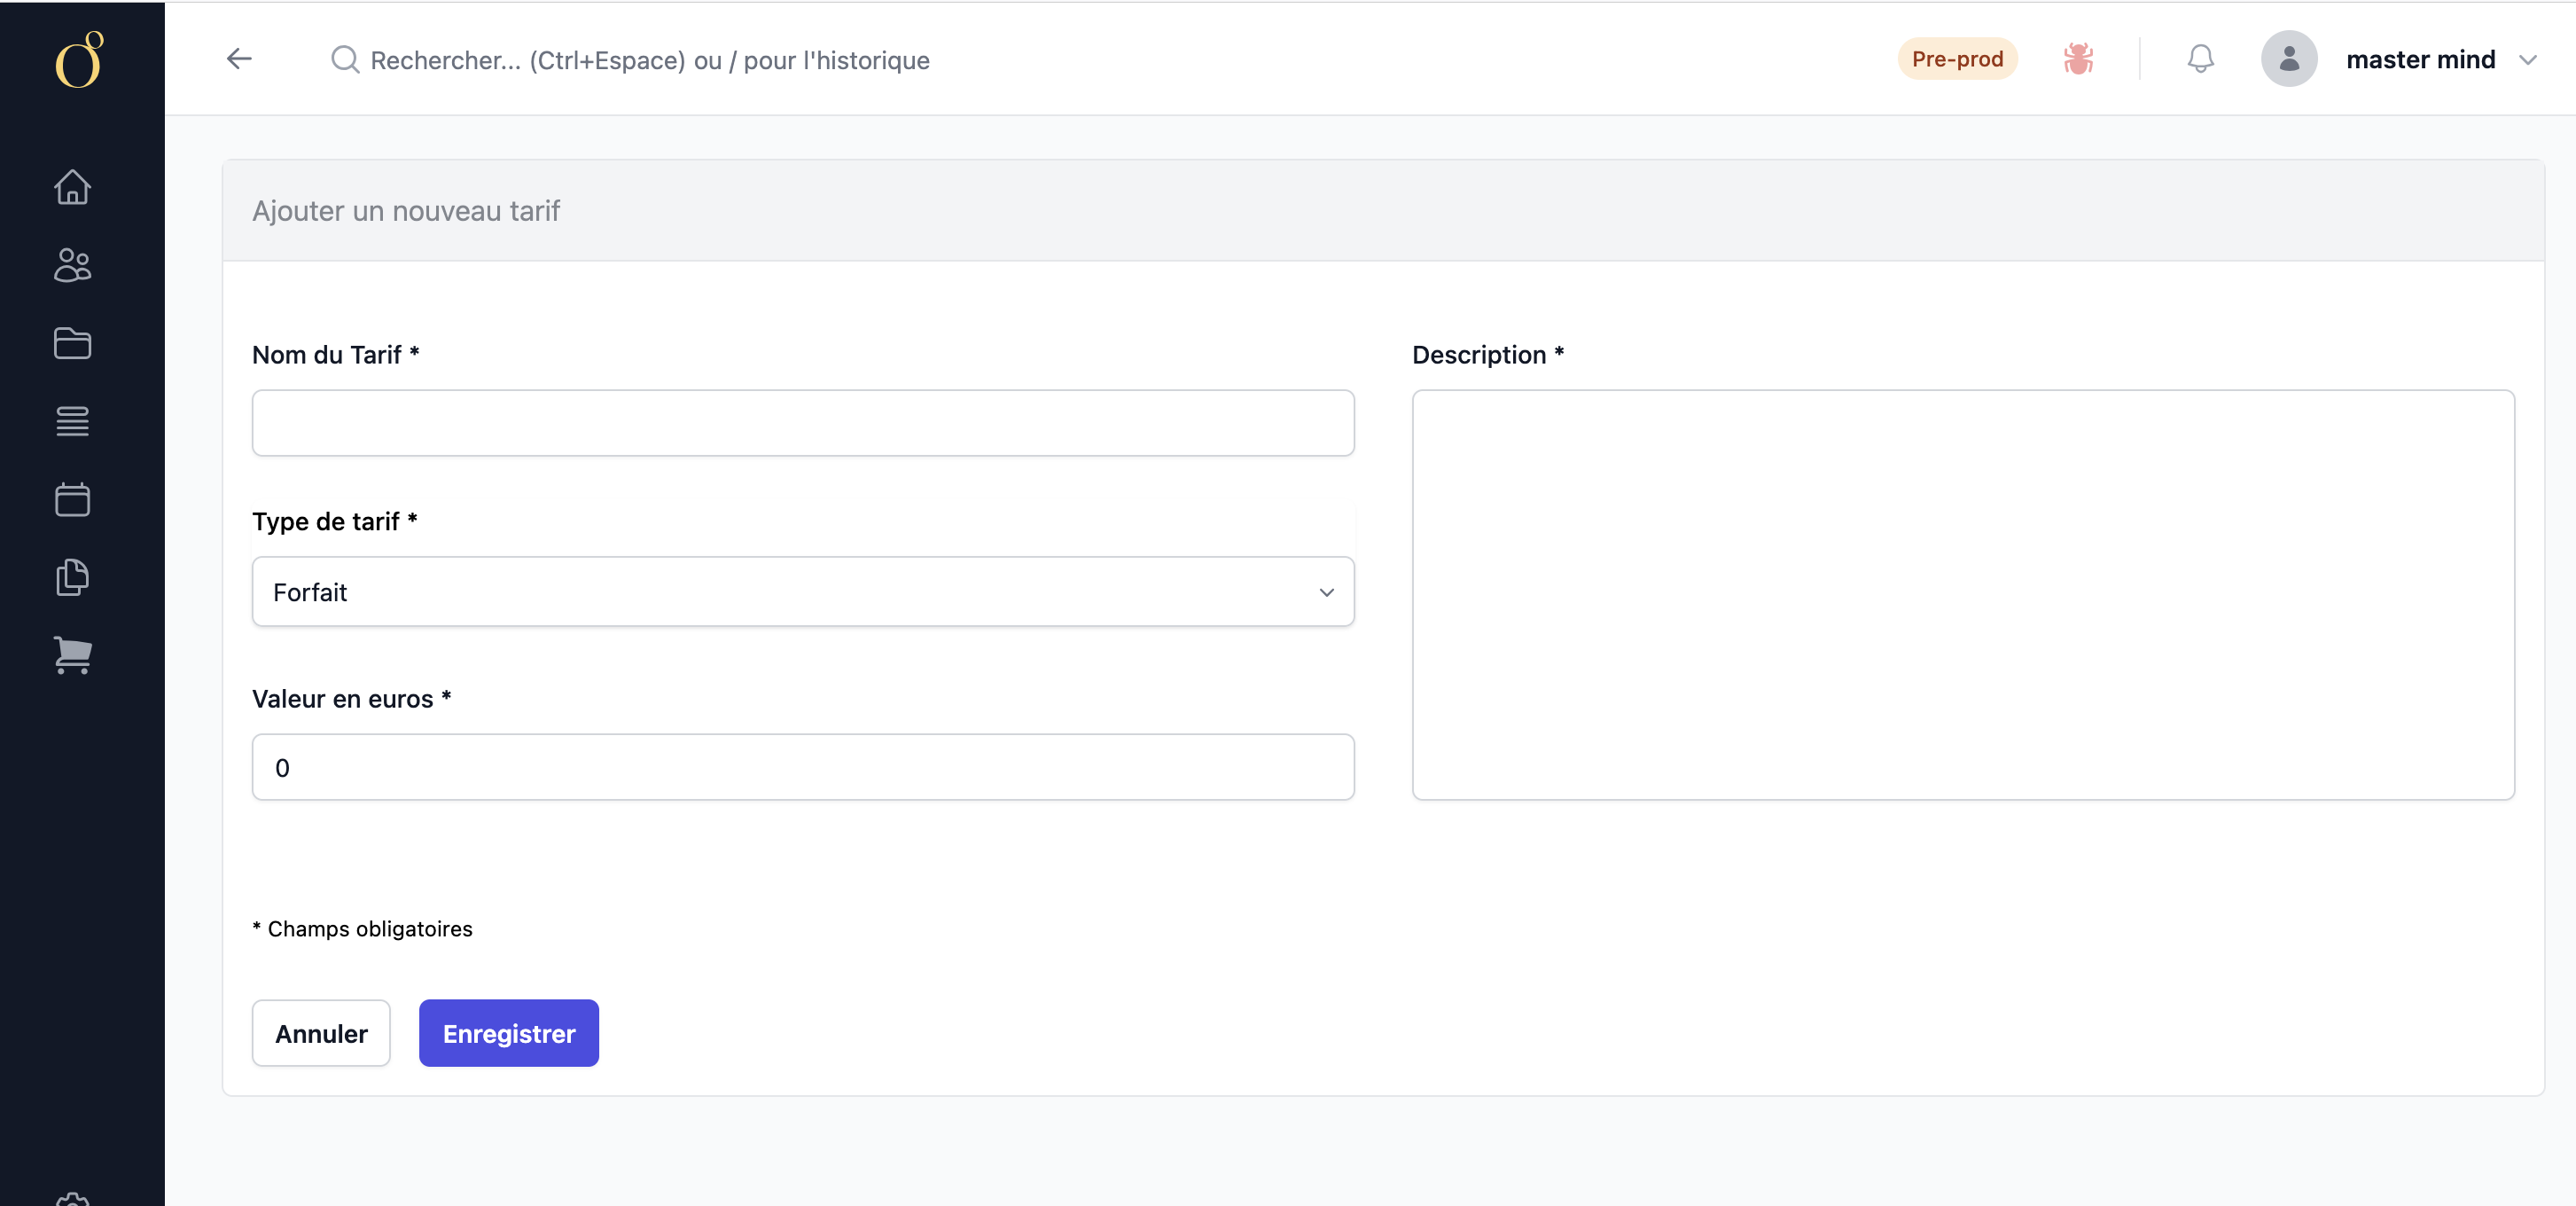 Rechercher... (Ctrl+Espace) ou / pour l'historique
Pre-prod
master mind
Ajouter un nouveau tarif
Nom du Tarif *
Description *
Type de tarif *
Forfait
Valeur en euros *
0
* Champs obligatoires
Annuler
Enregistrer